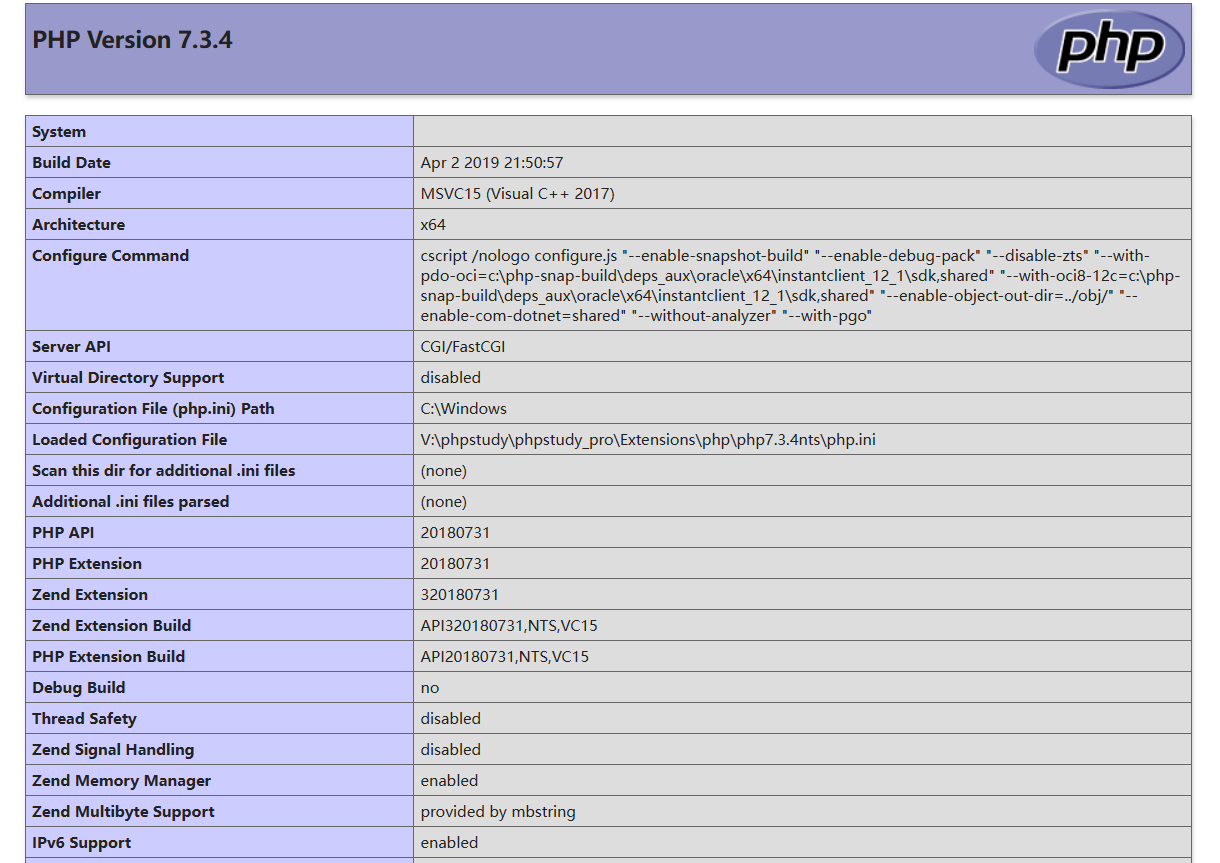 PHP Version 7.3.4
php
System
Build Date Apr 2 2019 21:50:57
Compiler MSVC15 (Visual C++ 2017)
Architecture x64
Configure Command cscript /nologo configure.js "--enable-snapshot-build" "--enable-debug-pack" "--disable-zts" "--with-
pdo-oci=c:\php-snap-build\deps_aux\oracle\x64\instantclient_12_1\sdk,shared" "--with-oci8-12c=c:\php-
snap-build\deps_aux\oracle\x64\instantclient_12_1\sdk,shared" "--enable-object-out-dir=../obj/" "--
enable-com-dotnet=shared" "--without-analyzer" "--with-pgo"
Server API CGI/FastCGI
Virtual Directory Support disabled
Configuration File (php.ini) Path C:\Windows
Loaded Configuration File V:\phpstudy\phpstudy_pro\Extensions\php\php7.3.4nts\php.ini
Scan this dir for additional .ini files (none)
Additional .ini files parsed (none)
PHP API 20180731
PHP Extension 20180731
Zend Extension 320180731
Zend Extension Build API320180731,NTS,VC15
PHP Extension Build API20180731,NTS,VC15
Debug Build no
Thread Safety disabled
Zend Signal Handling disabled
Zend Memory Manager enabled
Zend Multibyte Support provided by mbstring
IPv6 Support enabled